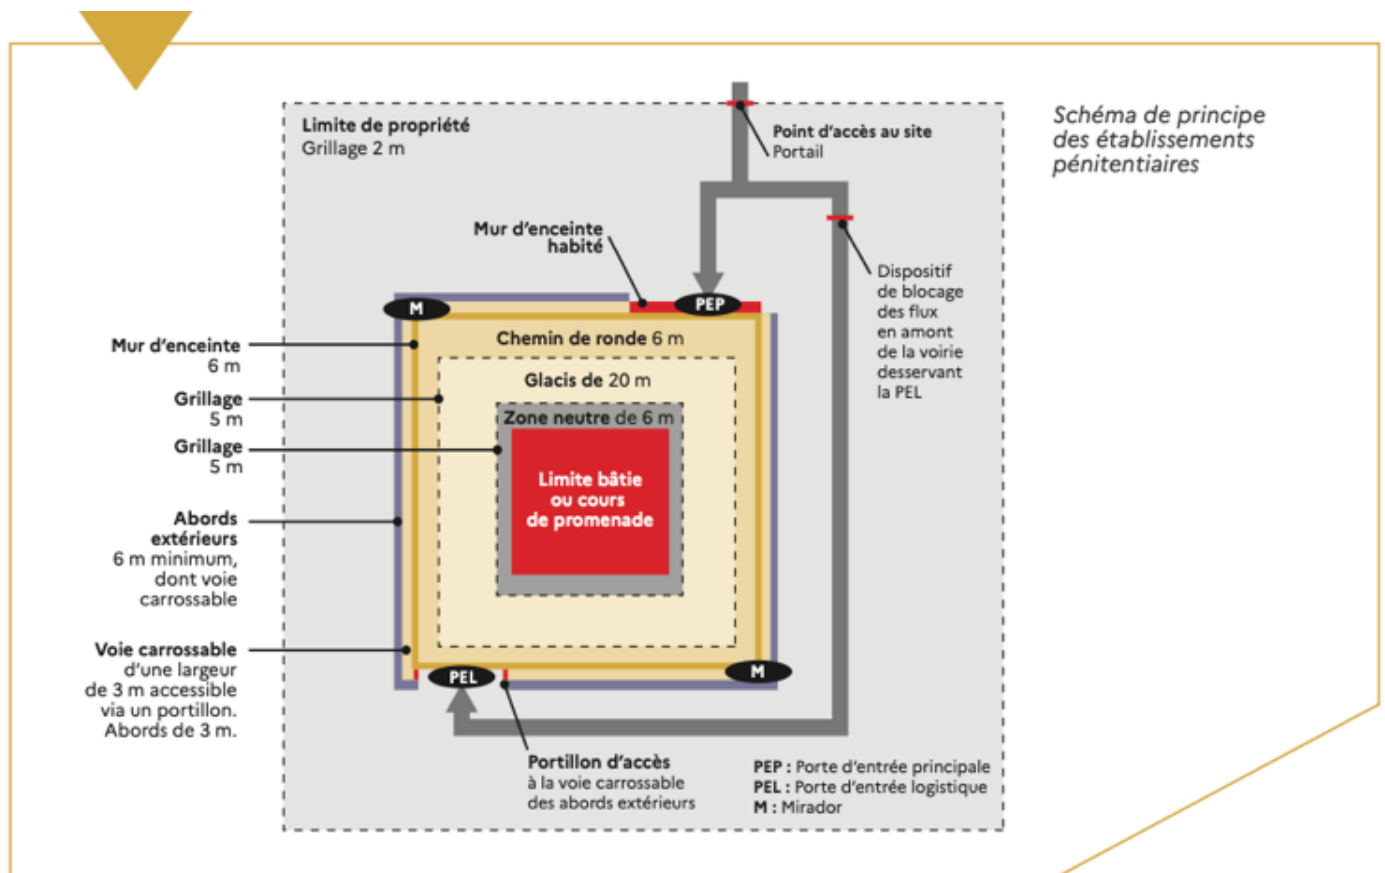 Schéma de principe
des établissements
pénitentiaires
Limite de propriété
Grillage 2 m
Point d'accès au site
Portail
Mur d'enceinte
habité
Dispositif
de blocage
des flux
en amont
de la voirie
desservant
la PEL
M
PEP
Chemin de ronde 6 m
Glacis de 20 m
Zone neutre de 6 m
Limite bâtie
ou cours
de promenade
Mur d'enceinte
6 m
Grillage
5 m
Grillage
5 m
Abords
extérieurs
6 m minimum,
dont voie
carrossable
Voie carrossable
d'une largeur
de 3 m accessible
via un portillon.
Abords de 3 m.
PEL
M
Portillon d'accès
à la voie carrossable
des abords extérieurs
PEP : Porte d'entrée principale
PEL : Porte d'entrée logistique
M : Mirador